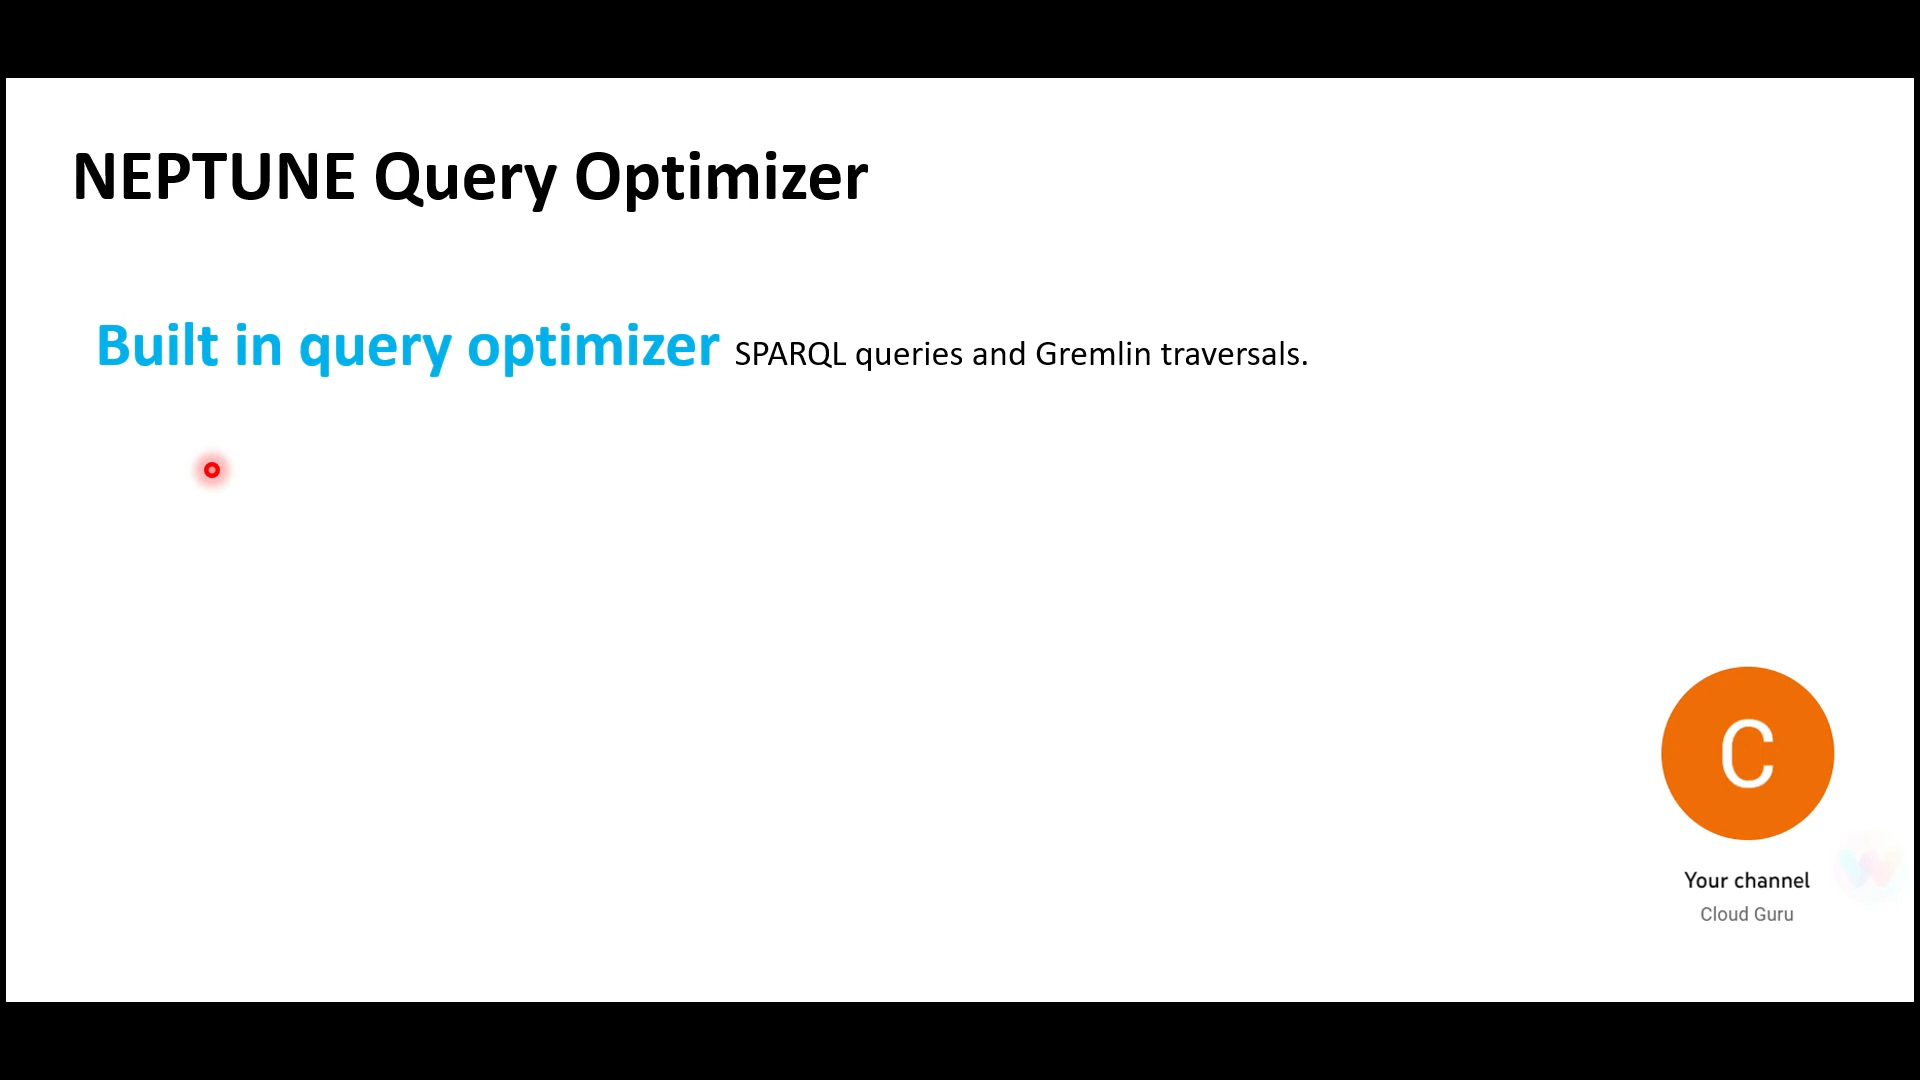 NEPTUNE Query Optimizer
Built in query optimizer SPARQL queries and Gremlin traversals.
C
Your channel
Cloud Guru